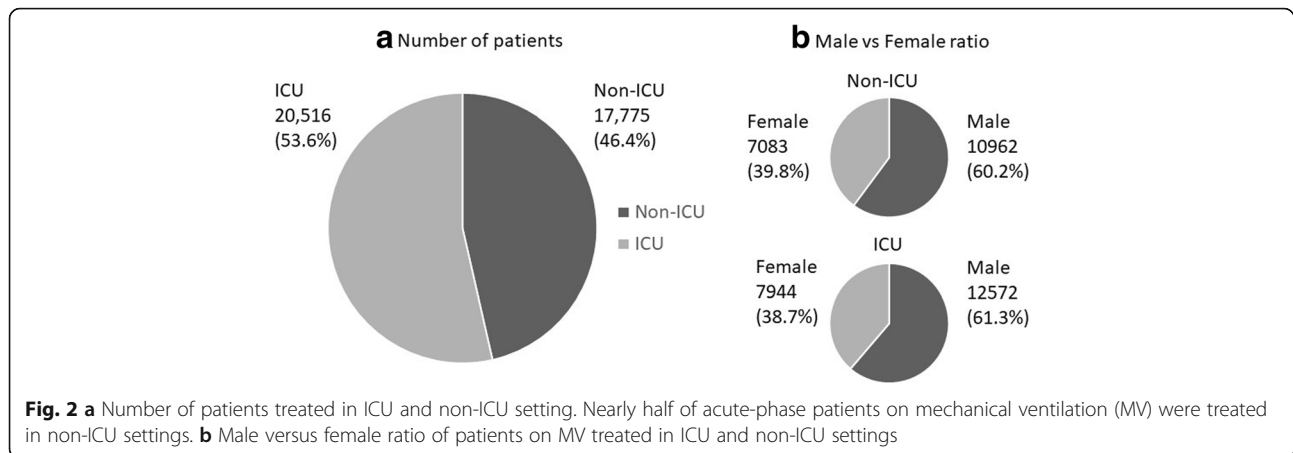 a Number of patients
ICU
20,516
(53.6%)
Non-ICU
17,775
(46.4%)
Non-ICU
ICU
b Male vs Female ratio
Non-ICU
Female
7083
(39.8%)
Male
10962
(60.2%)
ICU
Female
7944
(38.7%)
Male
12572
(61.3%)
Fig. 2 a Number of patients treated in ICU and non-ICU setting. Nearly half of acute-phase patients on mechanical ventilation (MV) were treated
in non-ICU settings. b Male versus female ratio of patients on MV treated in ICU and non-ICU settings